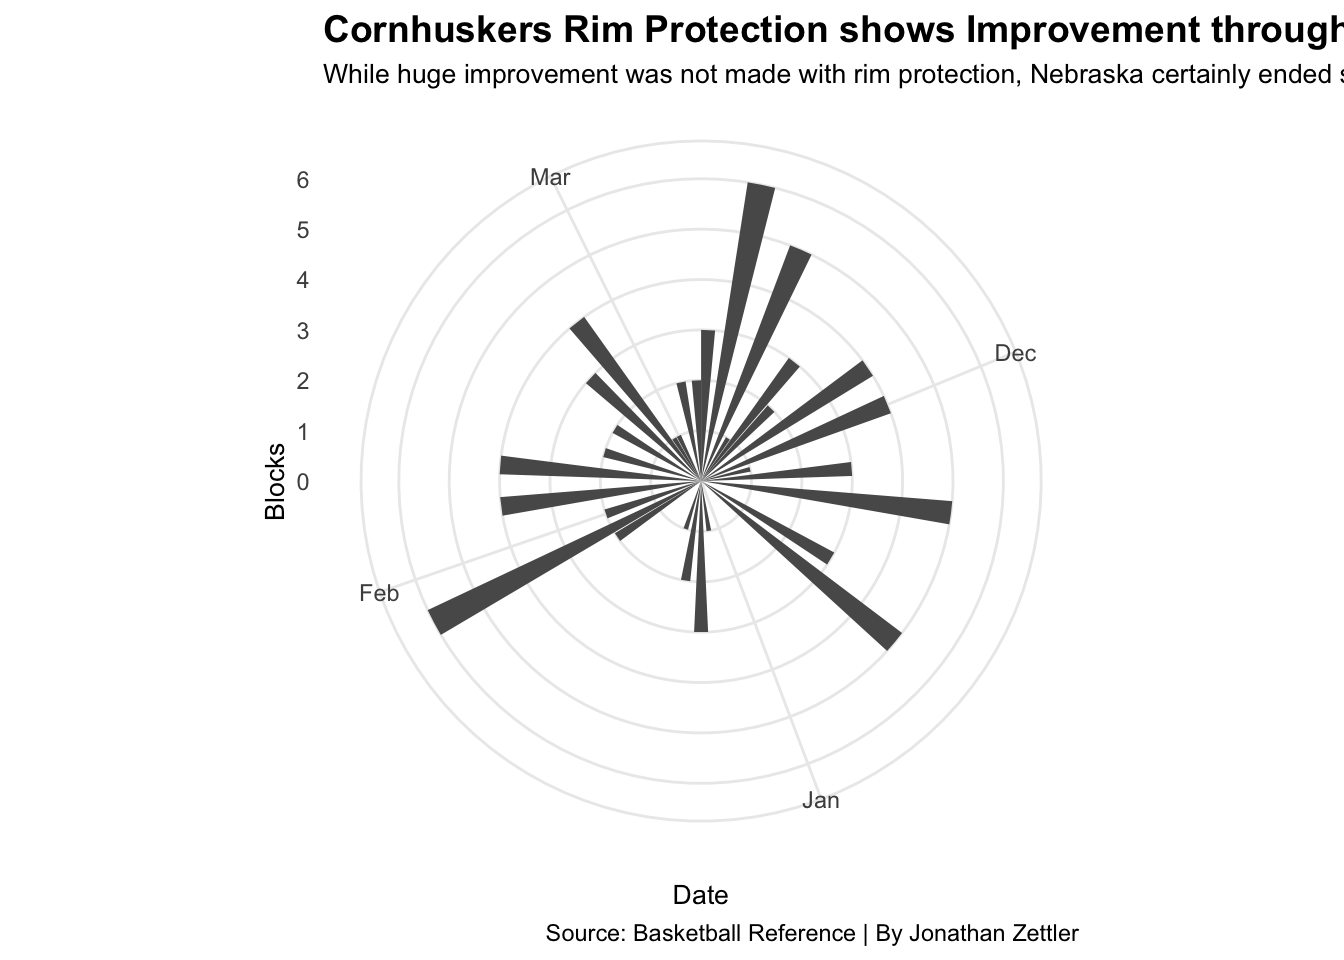 Cornhuskers Rim Protection shows Improvement through
While huge improvement was not made with rim protection, Nebraska certainly ended s
Mar
6
5
Dec
4
3
2
1
Blocks
0
Feb
Jan
Date
Source: Basketball Reference | By Jonathan Zettler